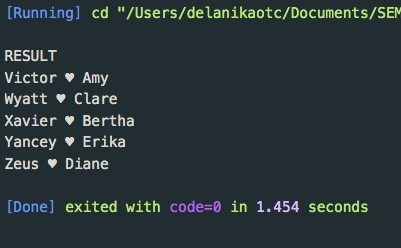 [Running] cd "/Users/delanikaotc/Documents/SEM
RESULT
Victor ♥ Amy
Wyatt ♥ Clare
Xavier ♥ Bertha
Yancey ♥ Erika
Zeus ♥ Diane
[Done] exited with code=0 in 1.454 seconds